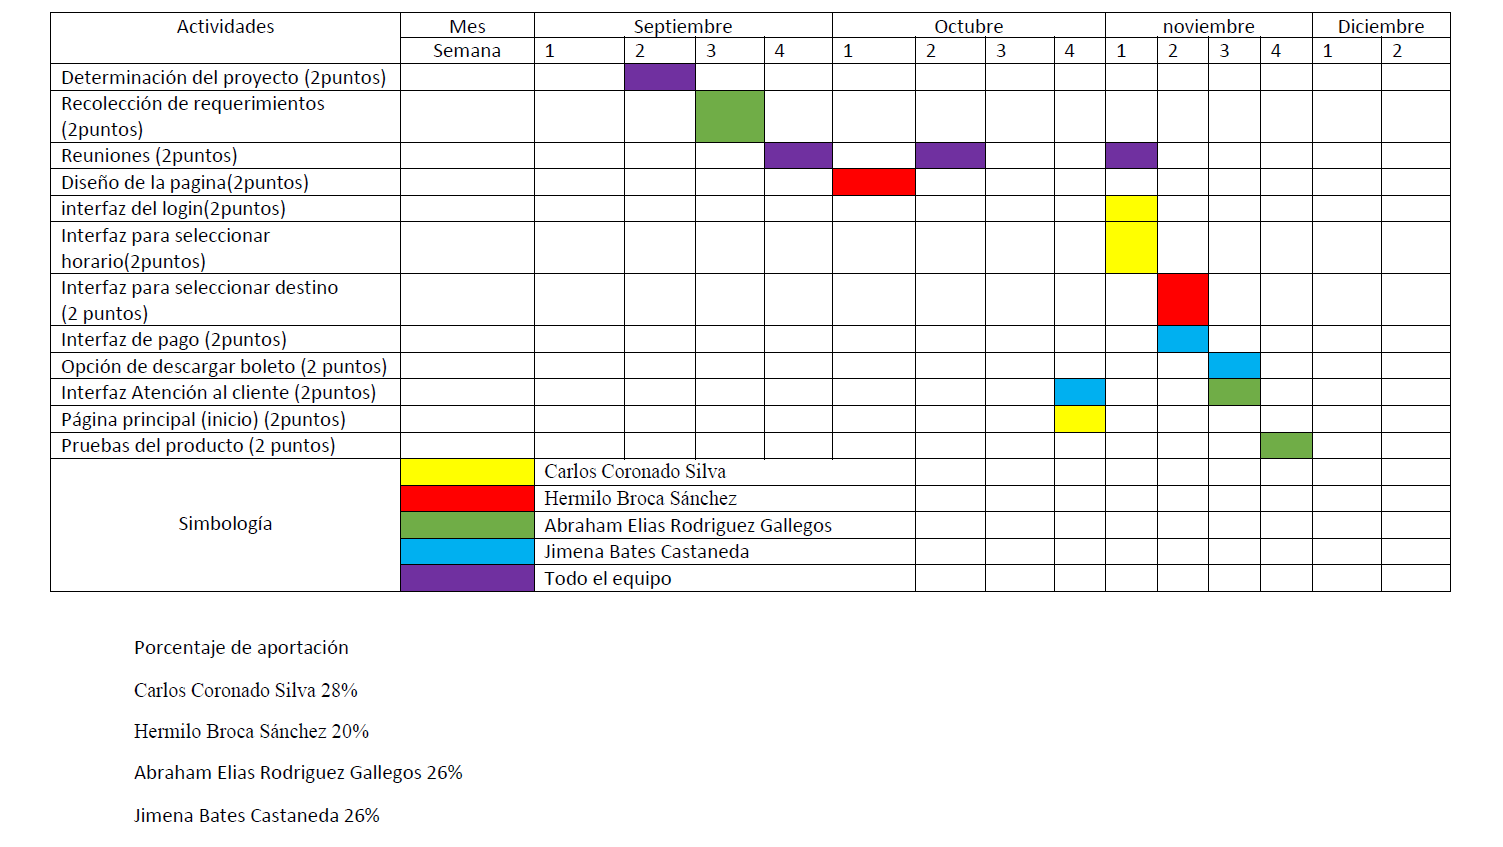 Actividades Mes Septiembre Octubre noviembre Diciembre
Semana 1 2 3 4 1 2 3 4 1 2 3 4 1 2
Determinación del proyecto (2puntos)
Recolección de requerimientos
(2puntos)
Reuniones (2puntos)
Diseño de la pagina(2puntos)
interfaz del login(2puntos)
Interfaz para seleccionar
horario(2puntos)
Interfaz para seleccionar destino
(2 puntos)
Interfaz de pago (2puntos)
Opción de descargar boleto (2 puntos)
Interfaz Atención al cliente (2puntos)
Página principal (inicio) (2puntos)
Pruebas del producto (2 puntos)
Simbología
Carlos Coronado Silva
Hermilo Broca Sánchez
Abraham Elias Rodriguez Gallegos
Jimena Bates Castaneda
Todo el equipo
Porcentaje de aportación
Carlos Coronado Silva 28%
Hermilo Broca Sánchez 20%
Abraham Elias Rodriguez Gallegos 26%
Jimena Bates Castaneda 26%